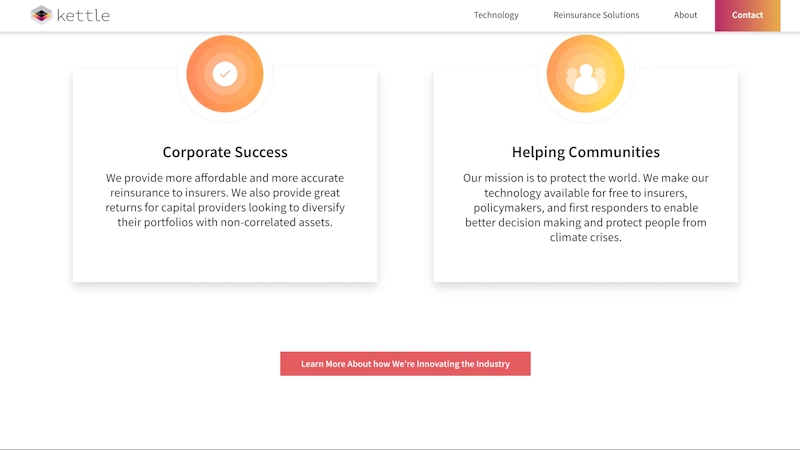 kettle
Technology
Reinsurance Solutions
About
Contact
Corporate Success
We provide more affordable and more accurate
reinsurance to insurers. We also provide great
returns for capital providers looking to diversify
their portfolios with non-correlated assets.
Helping Communities
Our mission is to protect the world. We make our
technology available for free to insurers,
policymakers, and first responders to enable
better decision making and protect people from
climate crises.
Learn More About how We're Innovating the Industry